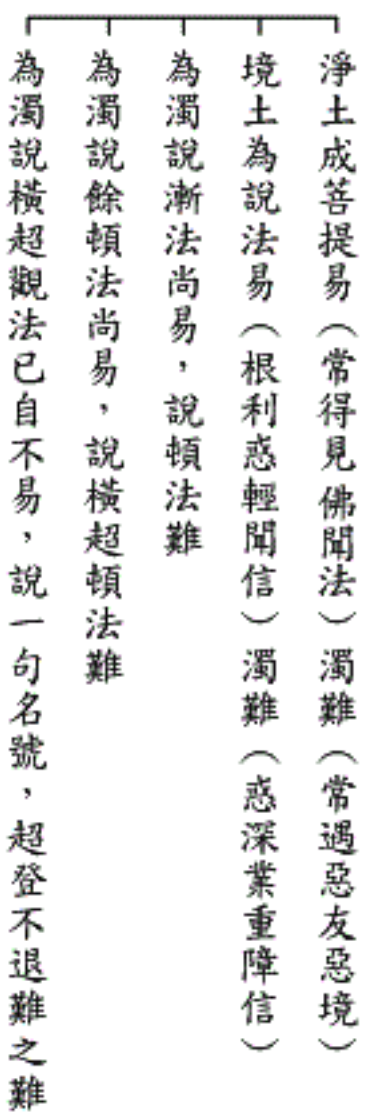 淨土成菩提易（常得見佛聞法）濁難（常遇惡友惡境）
境土為說法易（根利惑輕聞信）濁難（惑深業重障信）
為濁說漸法尚易，說頓法難
為濁說餘頓法尚易，說橫超頓法難
為濁說橫超觀法已自不易，說一句名號，超登不退難之難